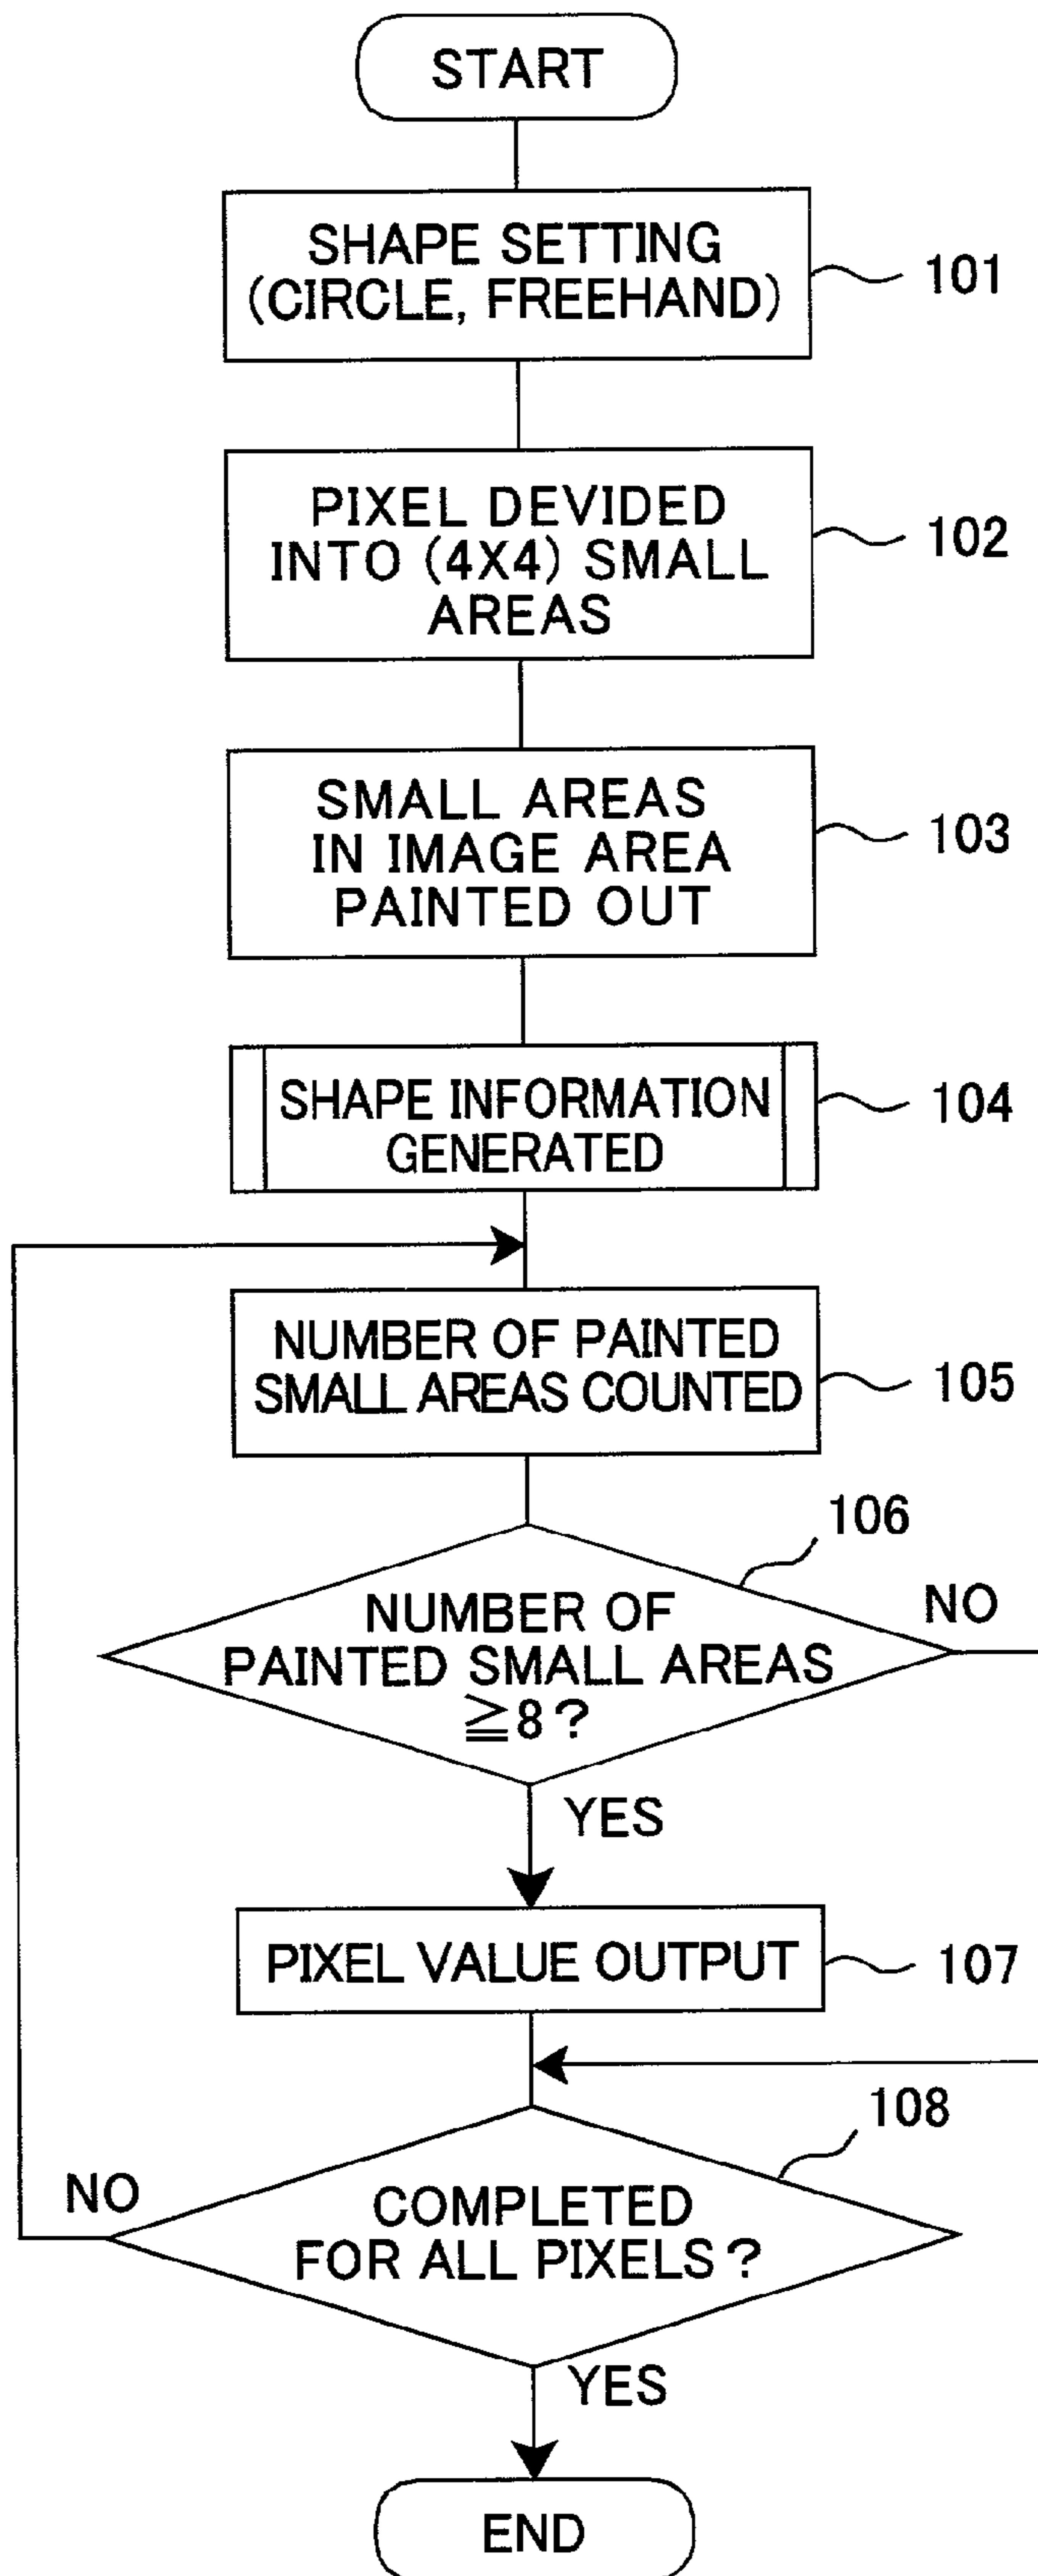 START
SHAPE SETTING
(CIRCLE, FREEHAND)
101
PIXEL DEVIDED
INTO (4X4) SMALL
AREAS
102
SMALL AREAS
IN IMAGE AREA
PAINTED OUT
103
SHAPE INFORMATION
GENERATED
104
NUMBER OF PAINTED
SMALL AREAS COUNTED
105
106
NUMBER OF
PAINTED SMALL AREAS
≧8?
NO
YES
PIXEL VALUE OUTPUT
107
108
COMPLETED
FOR ALL PIXELS?
NO
YES
END